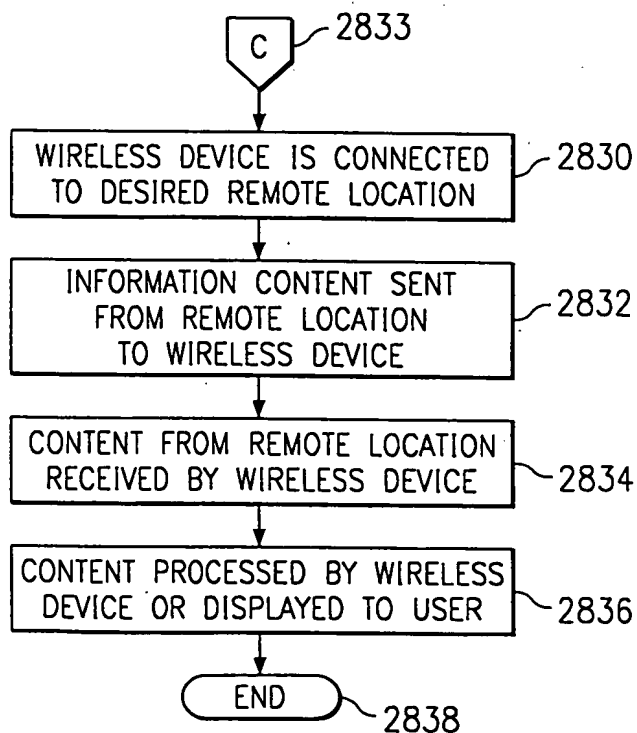 C
2833
WIRELESS DEVICE IS CONNECTED
TO DESIRED REMOTE LOCATION
2830
INFORMATION CONTENT SENT
FROM REMOTE LOCATION
TO WIRELESS DEVICE
2832
CONTENT FROM REMOTE LOCATION
RECEIVED BY WIRELESS DEVICE
2834
CONTENT PROCESSED BY WIRELESS
DEVICE OR DISPLAYED TO USER
2836
END
2838